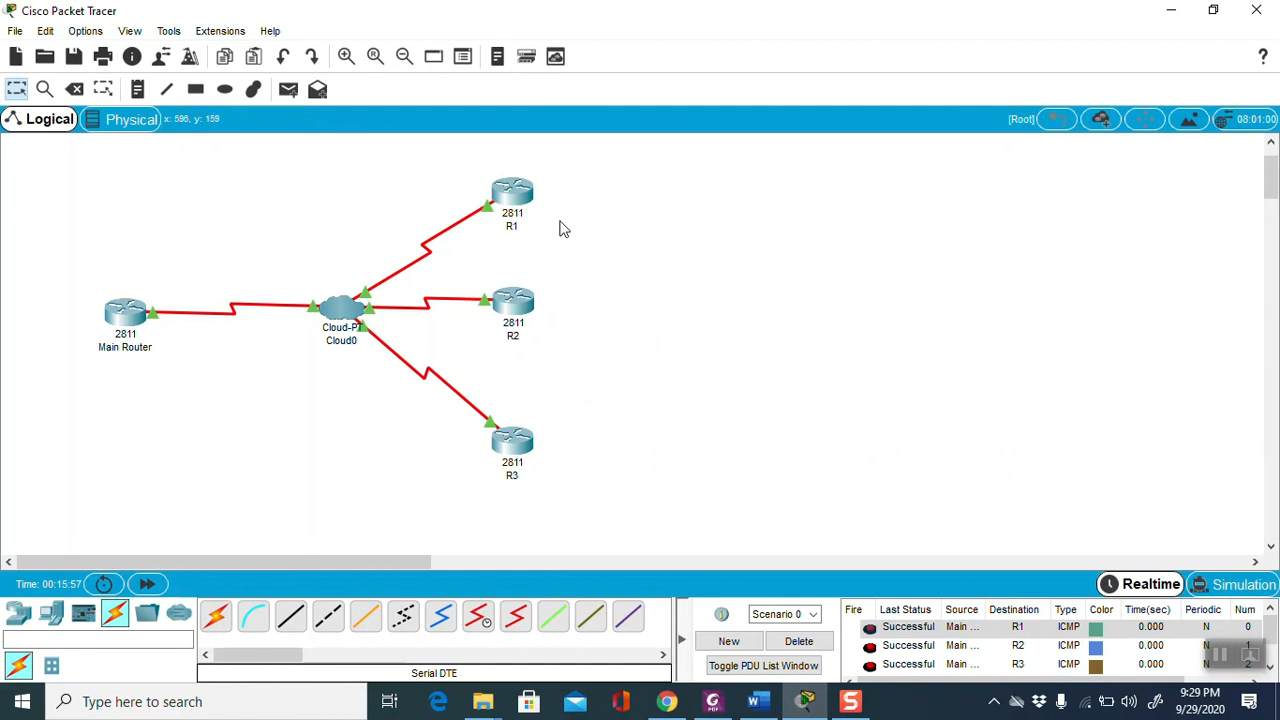 Cisco Packet Tracer
File Edit Options View Tools Extensions Help
?
Logical Physical x: 596, y: 159 [Root] 08:01:00
2811
R1
2811
R2
Cloud-PT
Cloud0
2811
Main Router
2811
R3
Time: 00:15:57 Realtime Simulation
Scenario 0 Fire Last Status Source Destination Type Color Time(sec) Periodic Num
Successful Main ... R1 ICMP 0.000 N 0
New Delete Successful Main ... R2 ICMP 0.000 N 1
Toggle PDU List Window Successful Main ... R3 ICMP 0.000 N 2
Serial DTE
Type here to search
9:29 PM
9/29/2020